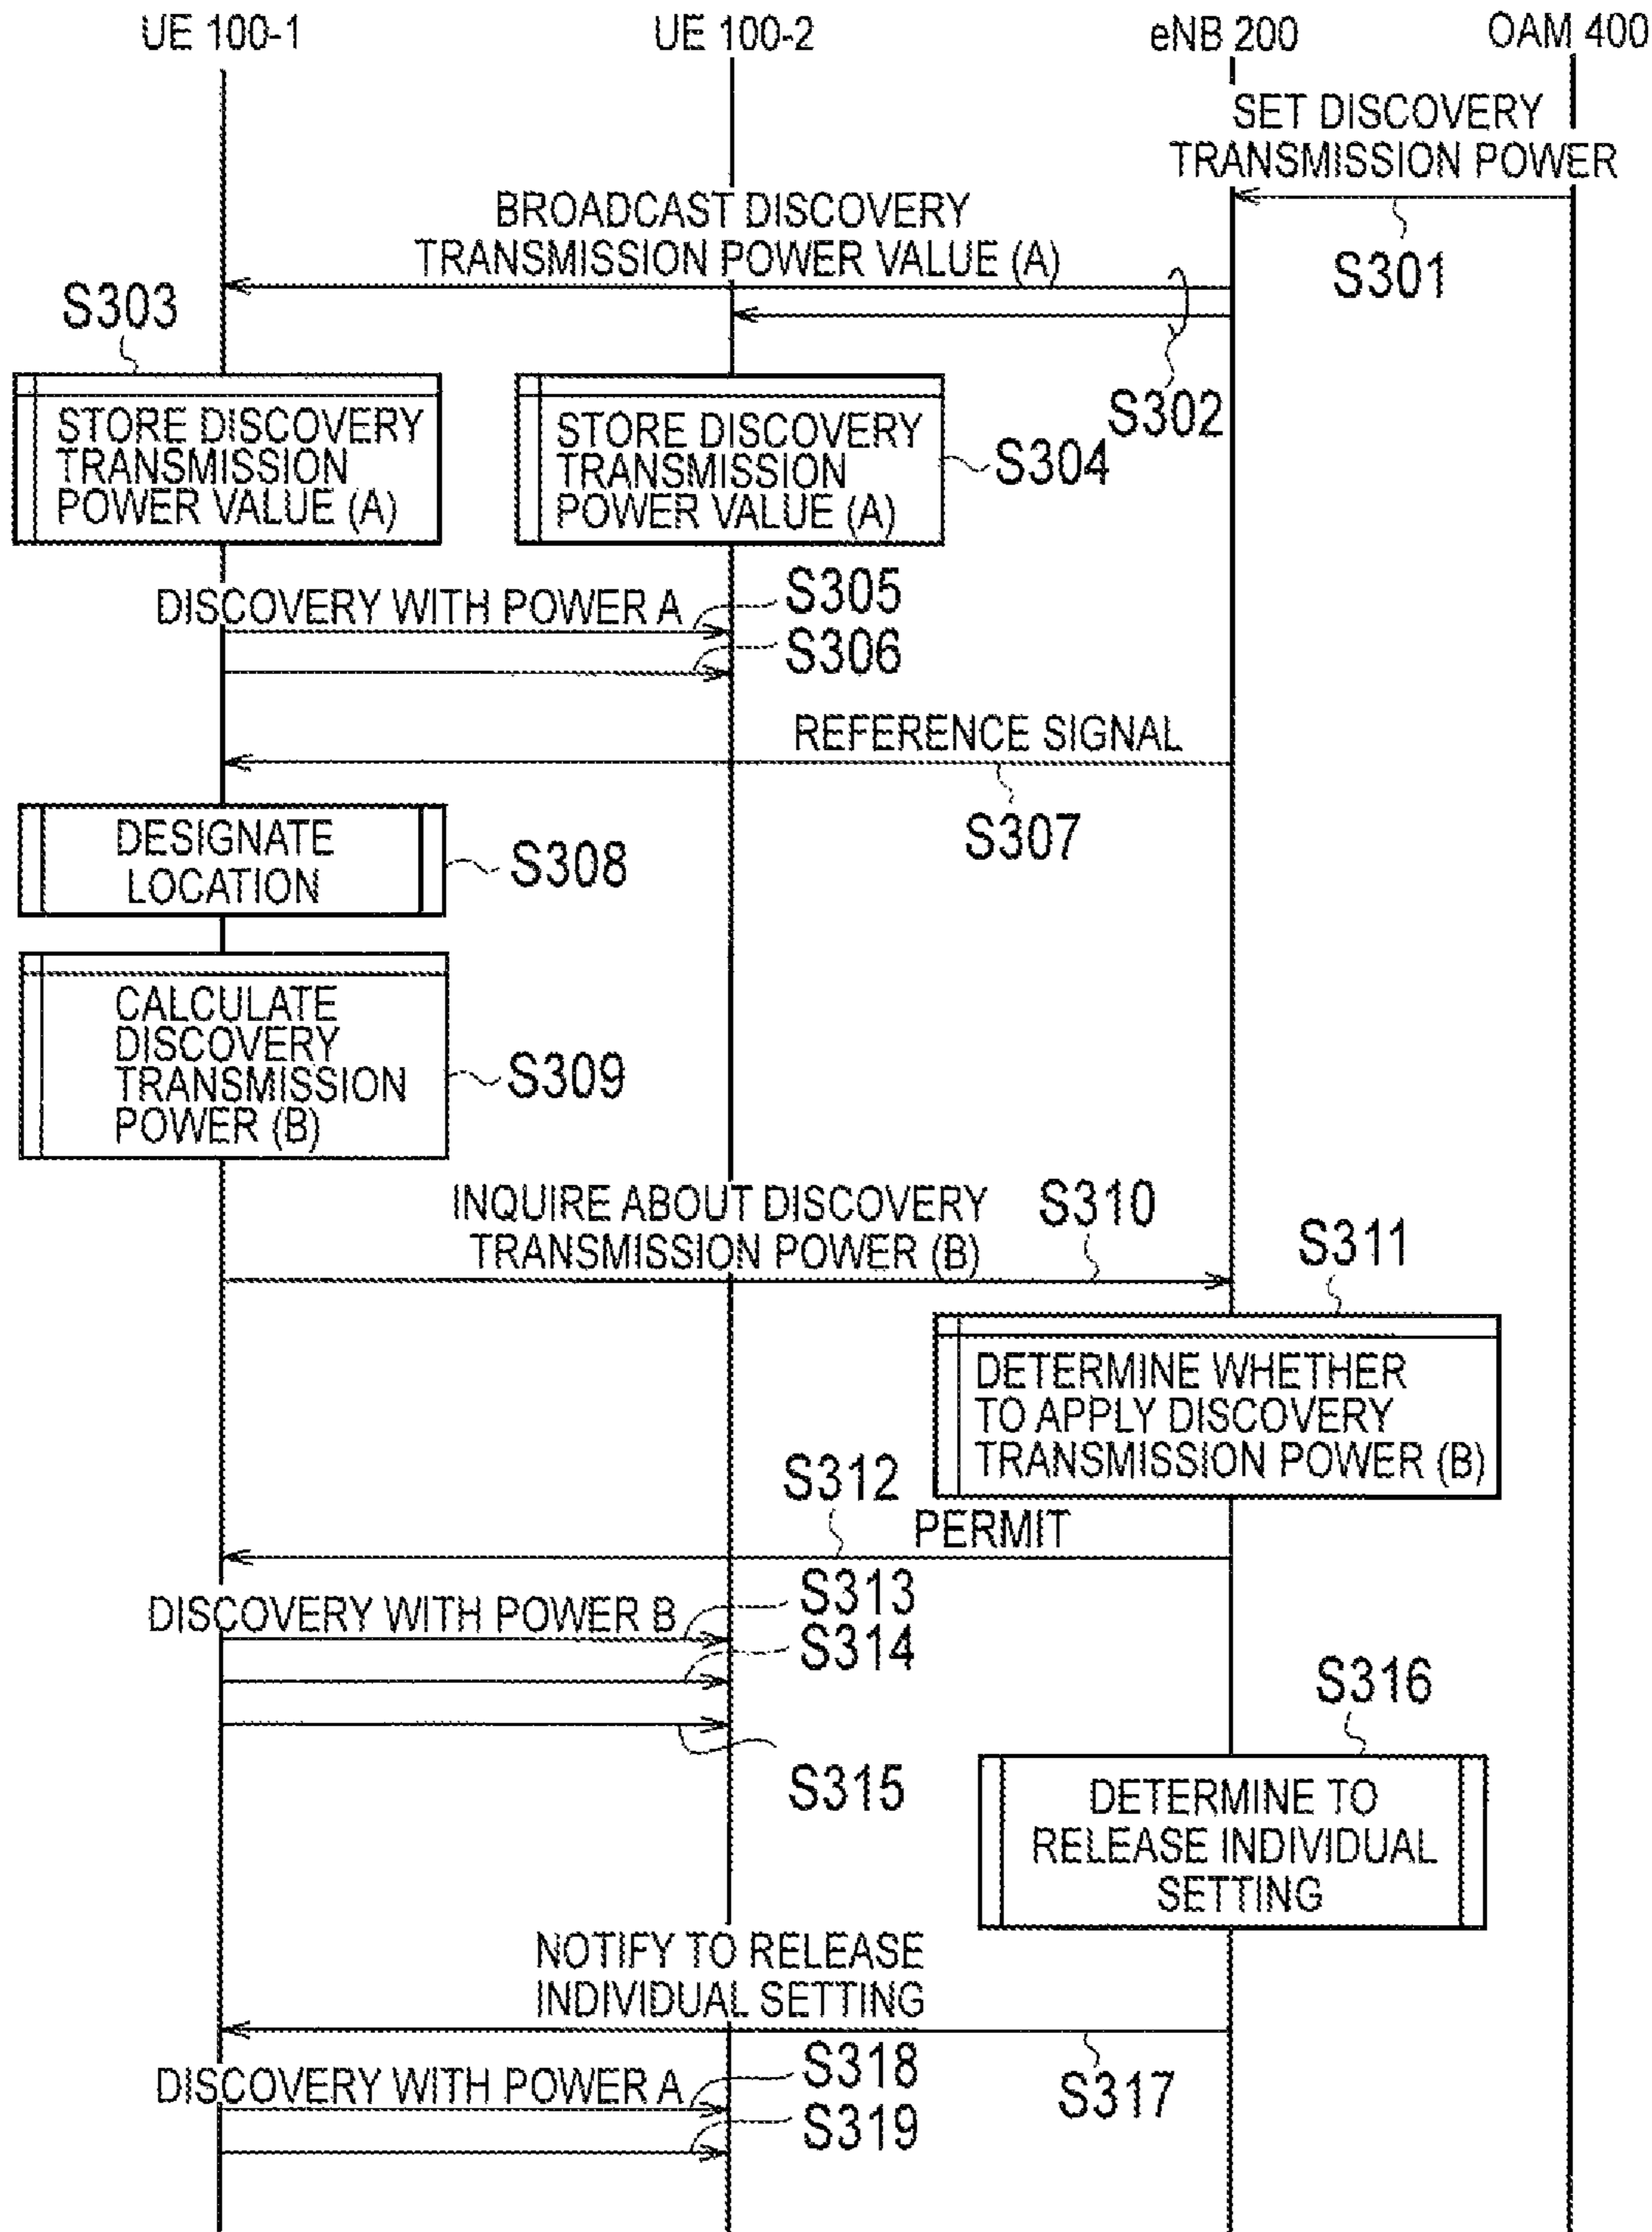 UE 100-1
UE 100-2
eNB 200
OAM 400
SET DISCOVERY
TRANSMISSION POWER
S301
BROADCAST DISCOVERY
TRANSMISSION POWER VALUE (A)
S302
S303
STORE DISCOVERY
TRANSMISSION
POWER VALUE (A)
STORE DISCOVERY
TRANSMISSION
POWER VALUE (A)
S304
DISCOVERY WITH POWER A
S305
S306
REFERENCE SIGNAL
S307
DESIGNATE
LOCATION
S308
CALCULATE
DISCOVERY
TRANSMISSION
POWER (B)
S309
INQUIRE ABOUT DISCOVERY
TRANSMISSION POWER (B)
S310
S311
DETERMINE WHETHER
TO APPLY DISCOVERY
TRANSMISSION POWER (B)
S312
PERMIT
DISCOVERY WITH POWER B
S313
S314
S315
S316
DETERMINE TO
RELEASE INDIVIDUAL
SETTING
NOTIFY TO RELEASE
INDIVIDUAL SETTING
S317
DISCOVERY WITH POWER A
S318
S319